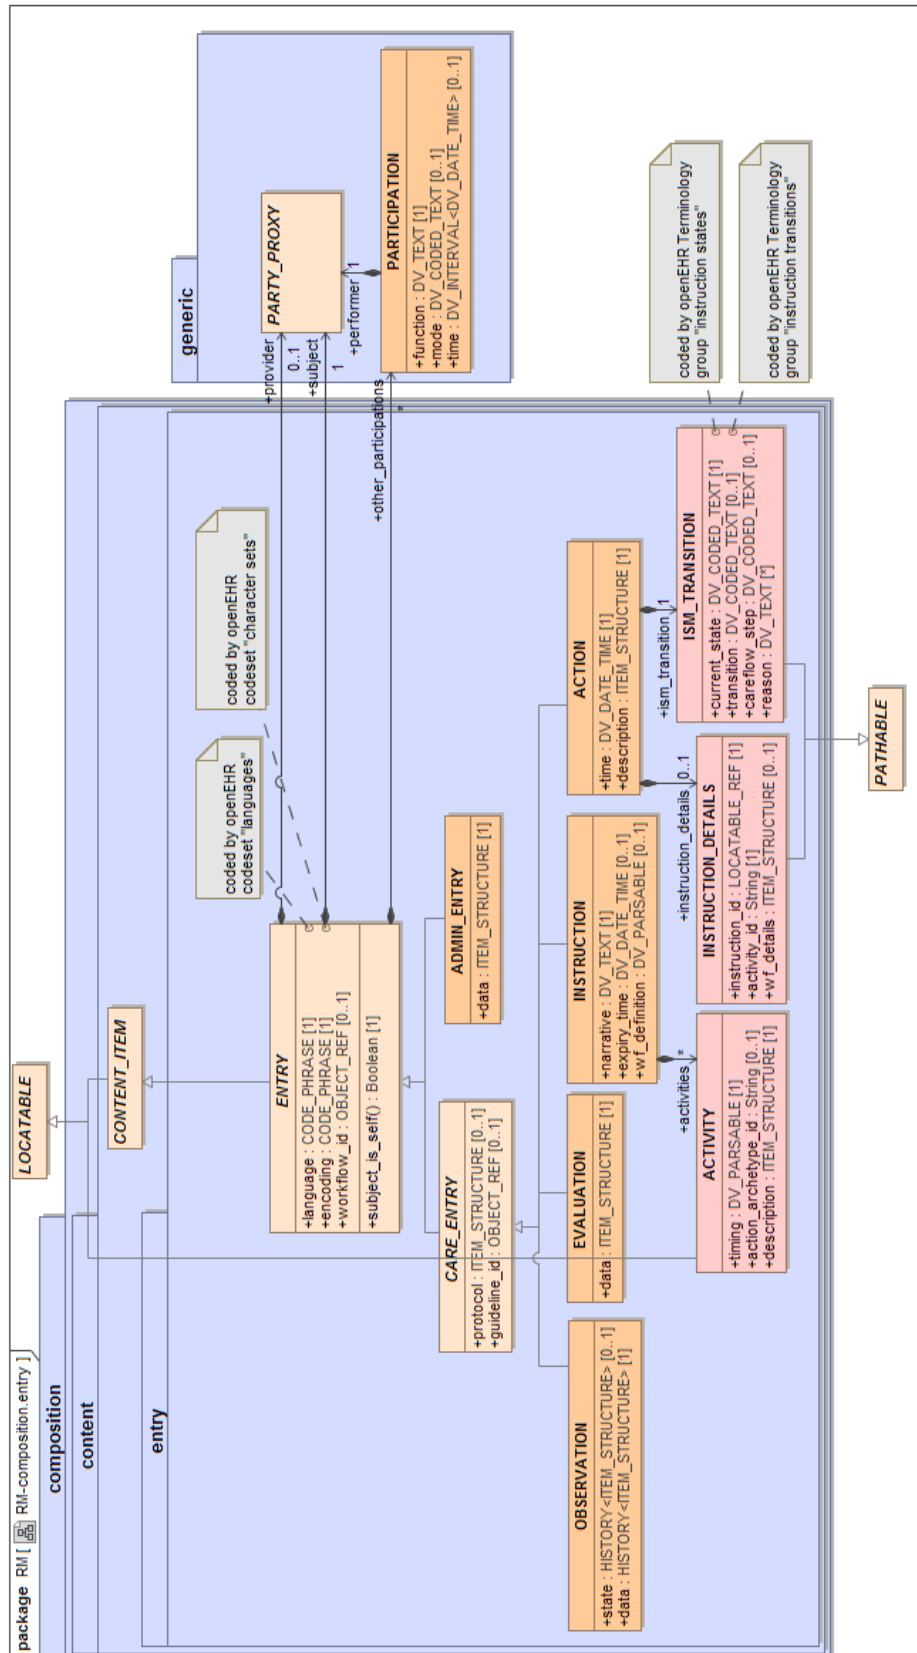 package RM [ RM-composition.entry ]
composition
content
entry
LOCATABLE
CONTENT_ITEM
coded by openEHR
codeset "languages"
coded by openEHR
codeset "character sets"
ENTRY
+language : CODE_PHRASE [1]
+encoding : CODE_PHRASE [1]
+workflow_id : OBJECT_REF [0..1]
+subject_is_self() : Boolean [1]
generic
PARTY_PROXY
+provider
0..1
+subject
1
+performer
1
PARTICIPATION
+function : DV_TEXT [1]
+mode : DV_CODED_TEXT [0..1]
+time : DV_INTERVAL<DV_DATE_TIME> [0..1]
+other_participations
*
CARE_ENTRY
+protocol : ITEM_STRUCTURE [0..1]
+guideline_id : OBJECT_REF [0..1]
ADMIN_ENTRY
+data : ITEM_STRUCTURE [1]
OBSERVATION
+state : HISTORY<ITEM_STRUCTURE> [0..1]
+data : HISTORY<ITEM_STRUCTURE> [1]
EVALUATION
+data : ITEM_STRUCTURE [1]
INSTRUCTION
+narrative : DV_TEXT [1]
+expiry_time : DV_DATE_TIME [0..1]
+wf_definition : DV_PARSABLE [0..1]
ACTION
+time : DV_DATE_TIME [1]
+description : ITEM_STRUCTURE [1]
+activities
*
+instruction_details
0..1
+ism_transition
1
ACTIVITY
+timing : DV_PARSABLE [1]
+action_archetype_id : String [0..1]
+description : ITEM_STRUCTURE [1]
INSTRUCTION_DETAILS
+instruction_id : LOCATABLE_REF [1]
+activity_id : String [1]
+wf_details : ITEM_STRUCTURE [0..1]
ISM_TRANSITION
+current_state : DV_CODED_TEXT [1]
+transition : DV_CODED_TEXT [0..1]
+careflow_step : DV_CODED_TEXT [0..1]
+reason : DV_TEXT [*]
coded by openEHR Terminology
group "instruction states"
coded by openEHR Terminology
group "instruction transitions"
PATHABLE